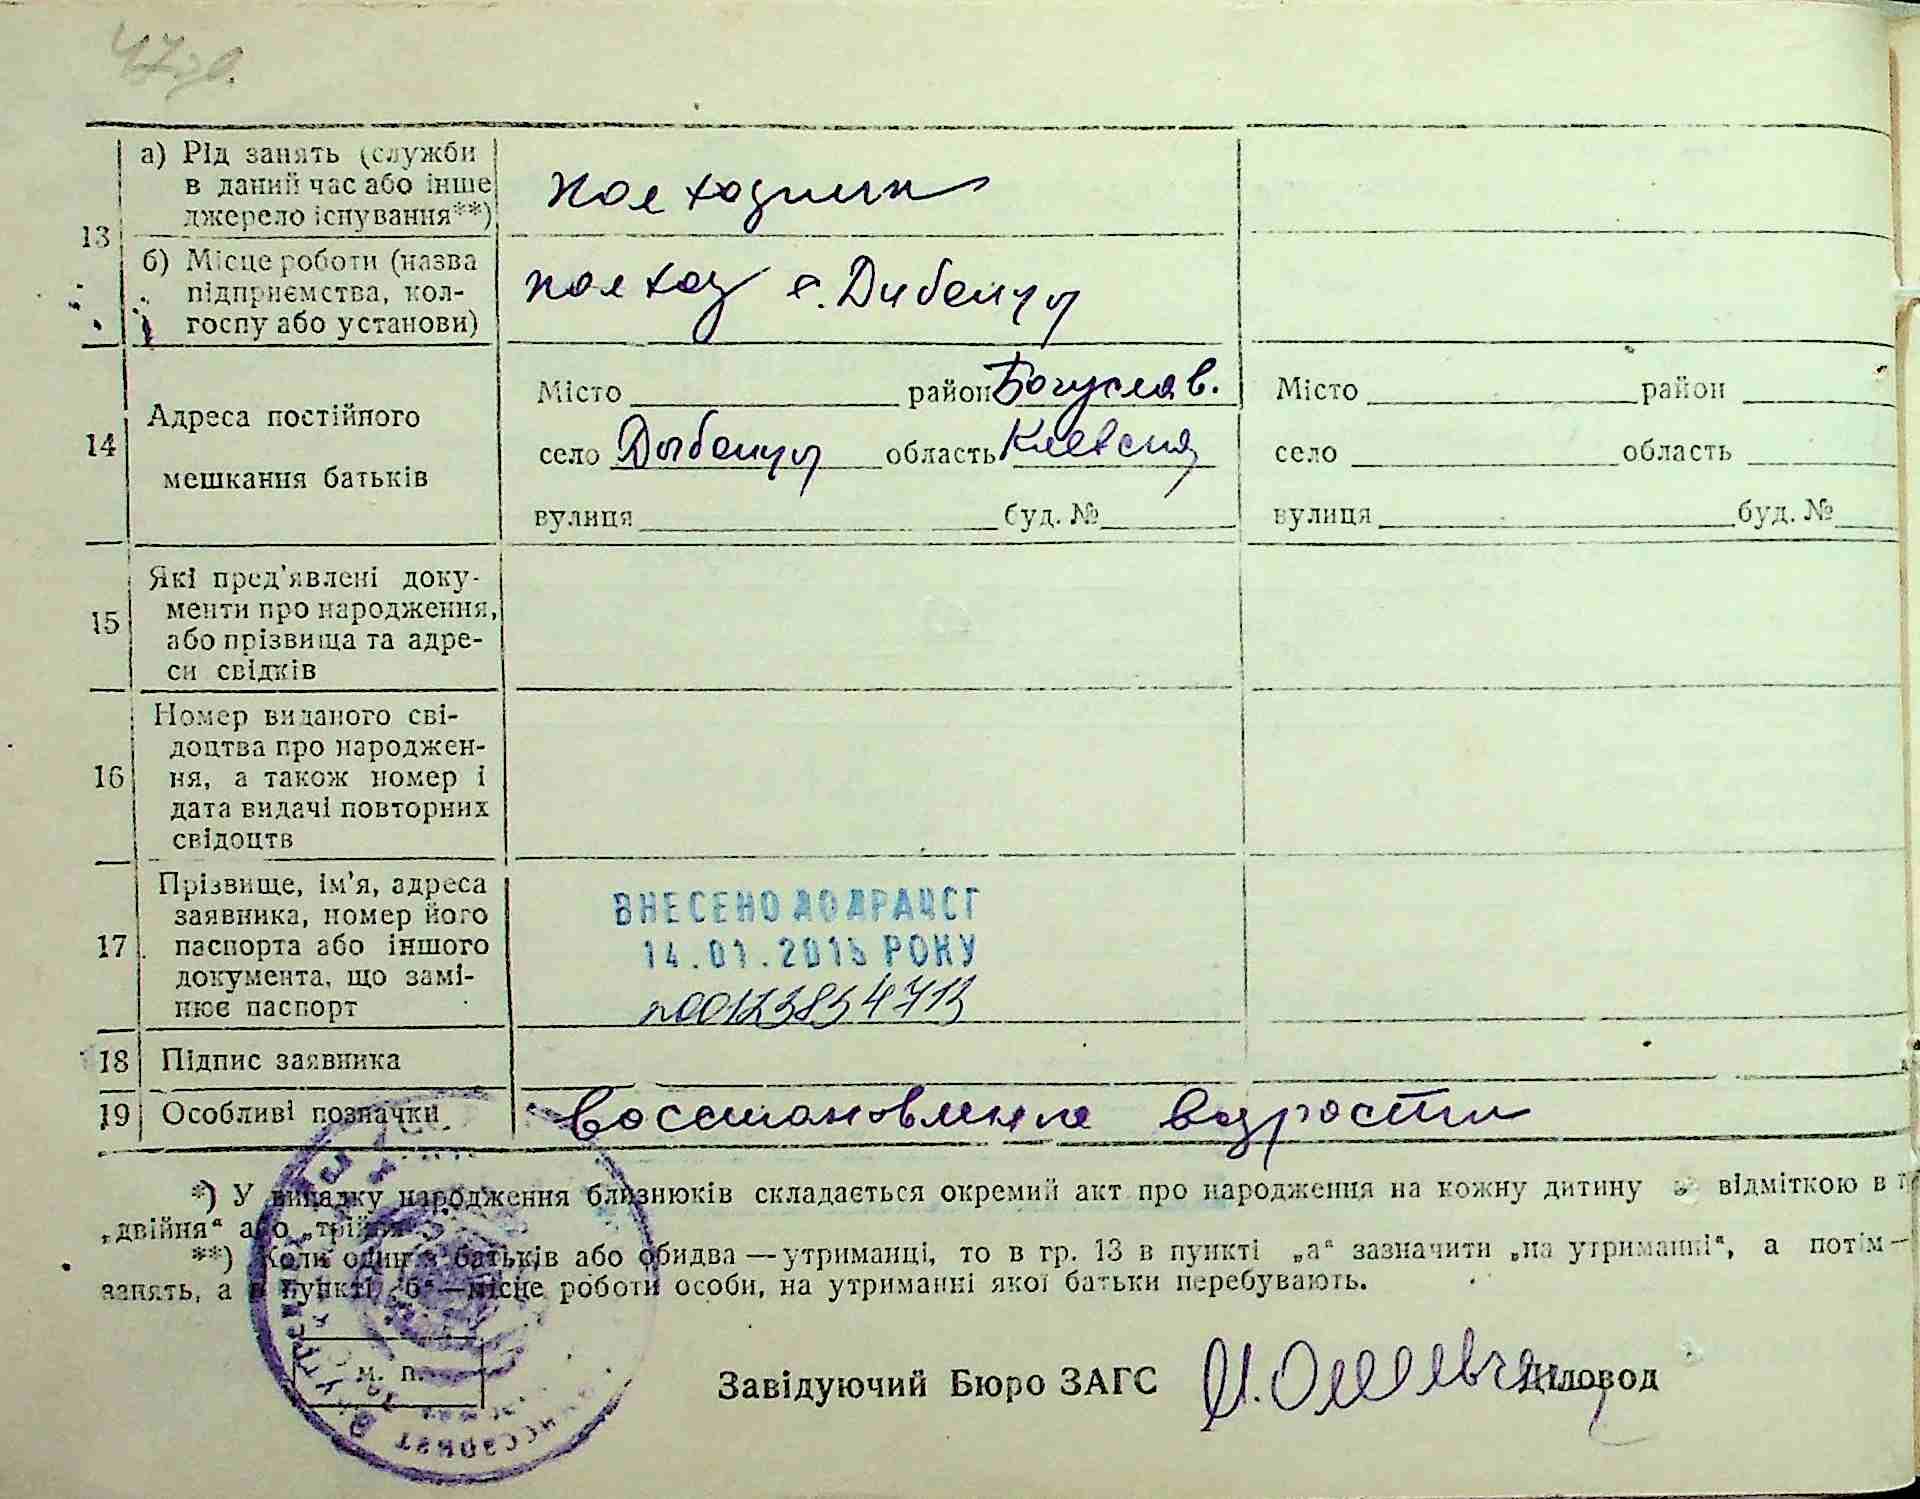 47зв.
а) Рід занять (служби
в даний час або інше
джерело існування**)
колхозник
13
б) Місце роботи (назва
підприємства, кол-
госпу або установи)
колхоз с. Дибенцы
14
Адреса постійного
мешкання батьків
Місто район Богуслав.
село Дыбенцы область Киевская
вулиця буд. №
Місто район
село область
вулиця буд. №
15
Які пред'явлені доку-
менти про народження,
або прізвища та адре-
си свідків
16
Номер виданого сві-
доцтва про народжен-
ня, а також номер і
дата видачі повторних
свідоцтв
17
Прізвище, ім'я, адреса
заявника, номер його
паспорта або іншого
документа, що замі-
нює паспорт
ВНЕСЕНО ДО ДРАЦСГ
14.01.2015 РОКУ
18 Підпис заявника
19 Особливі позначки
восстановление возраста
*) У випадку народження близнюків складається окремий акт про народження на кожну дитину з відміткою в
„двійня“ або „трійня“
**) Коли один з батьків або обидва — утриманці, то в гр. 13 в пункті „а“ зазначити „на утриманні“, а потім —
занять, а в пункті „б“ — місце роботи особи, на утриманні якої батьки перебувають.
М. П.
Завідуючий Бюро ЗАГС
Діловод